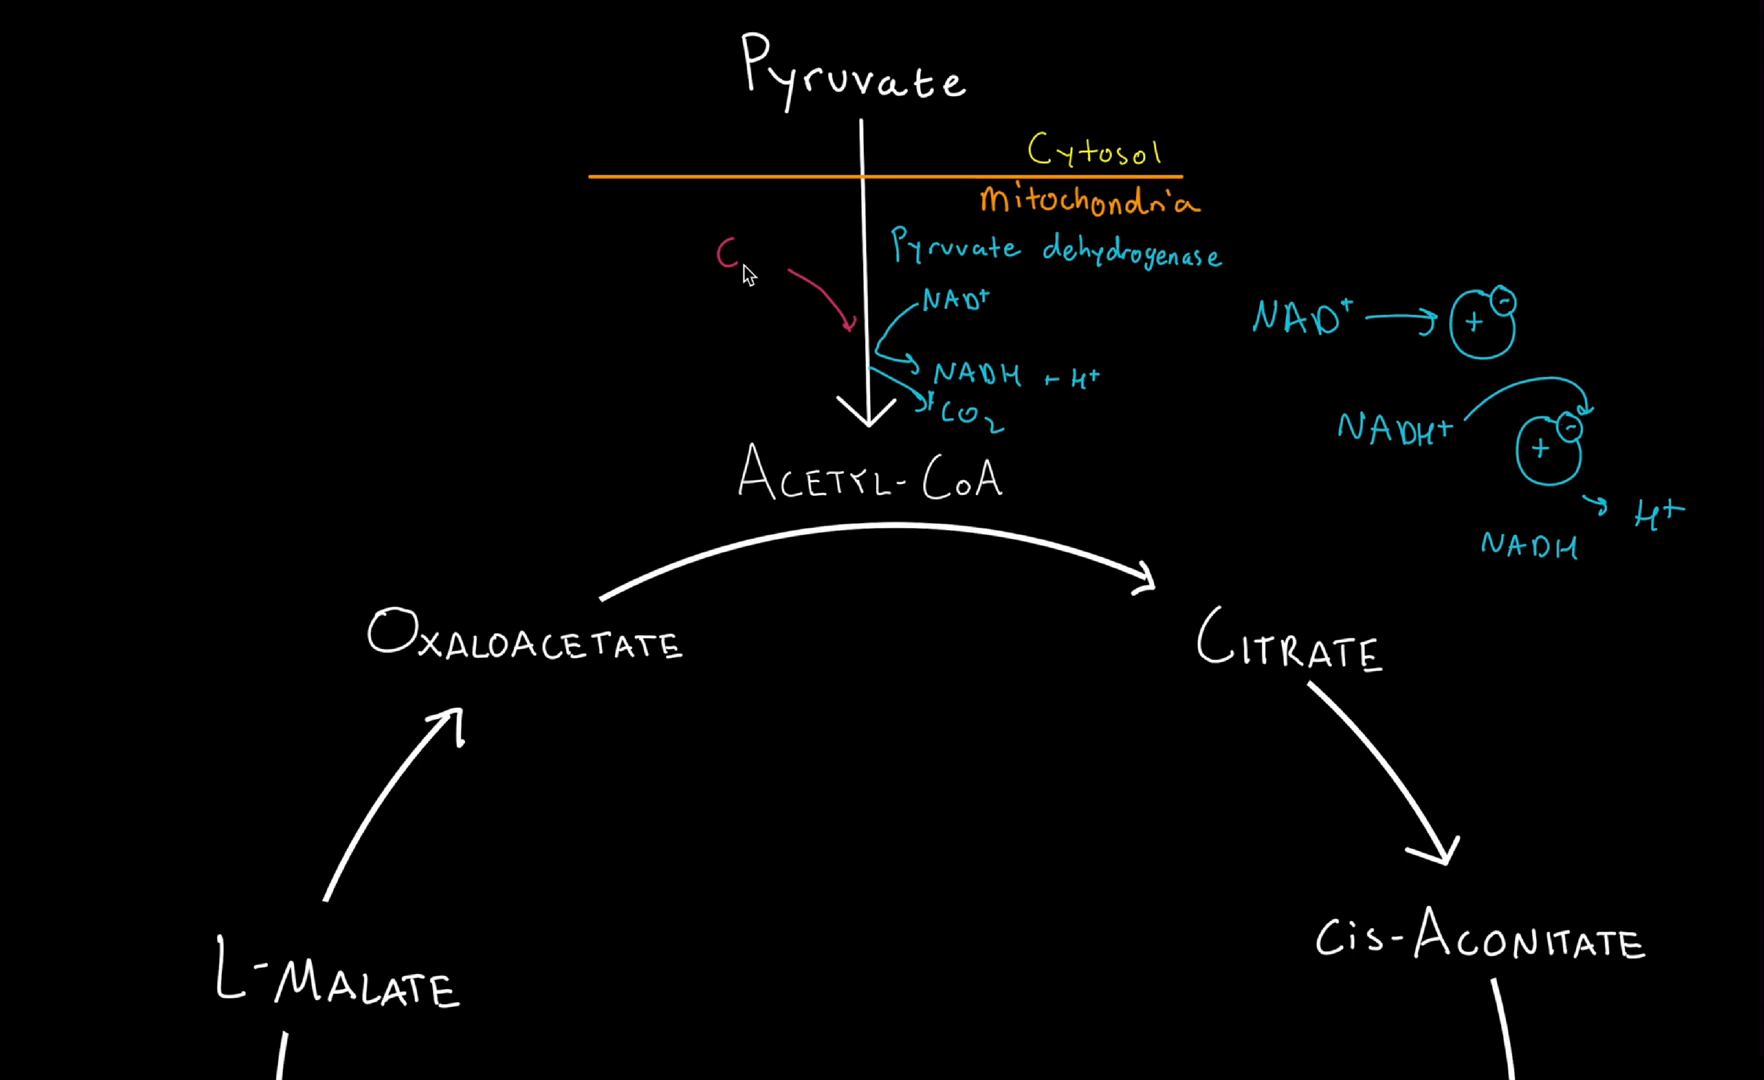 Pyruvate
Cytosol
mitochondria
Pyruvate dehydrogenase
C
NAD+
NADH + H+
CO2
NAD+
+ -
NADH+
+ -
H+
NADH
ACETYL-CoA
OXALOACETATE
CITRATE
L-MALATE
cis-ACONITATE